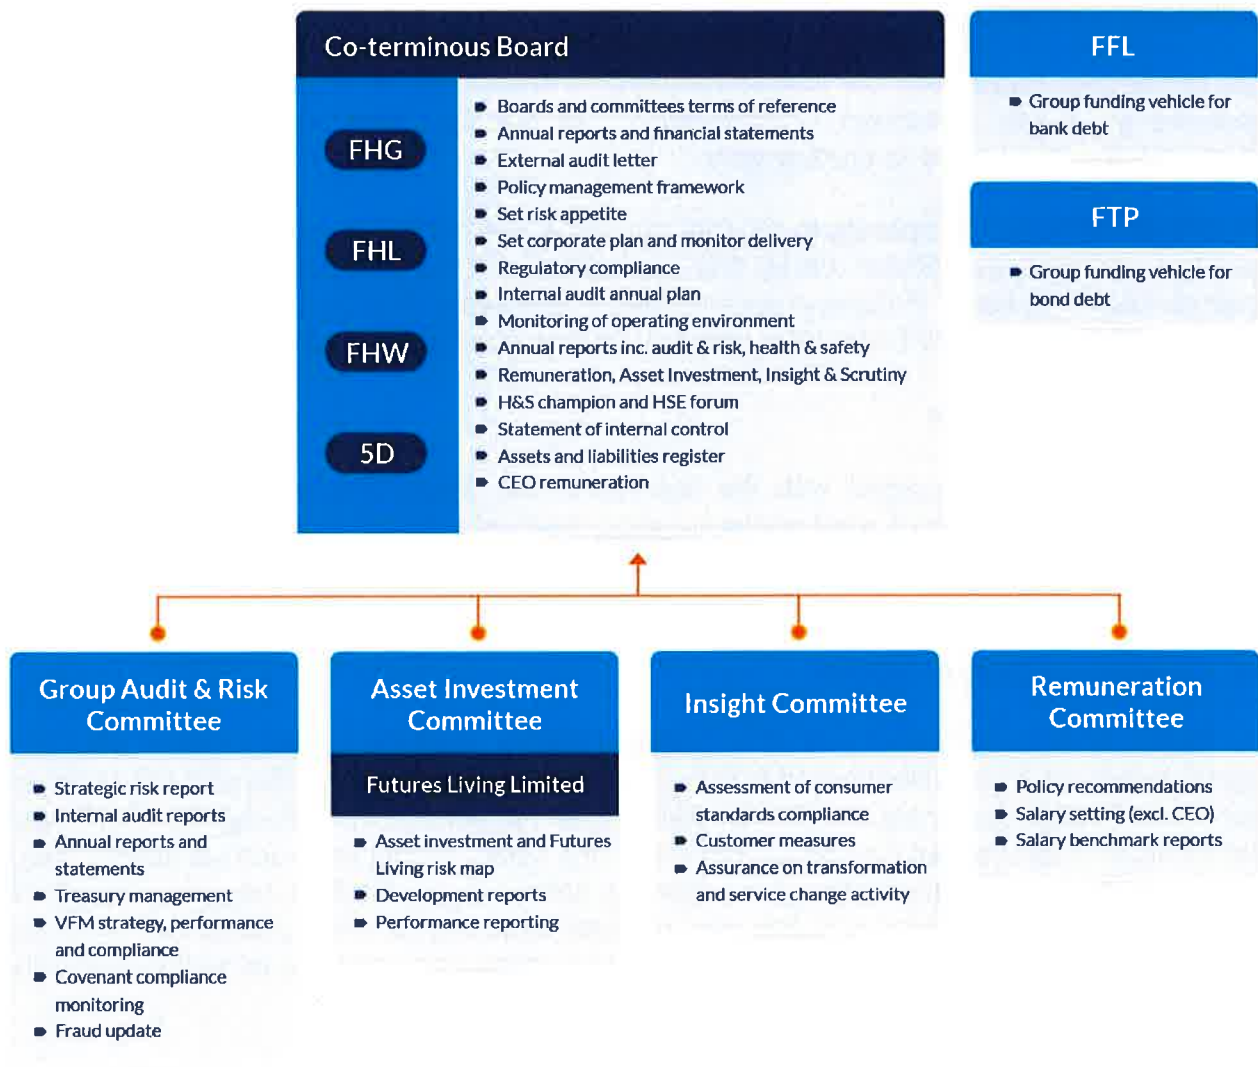 Co-terminous Board
FHG
FHL
FHW
5D
Boards and committees terms of reference
Annual reports and financial statements
External audit letter
Policy management framework
Set risk appetite
Set corporate plan and monitor delivery
Regulatory compliance
Internal audit annual plan
Monitoring of operating environment
Annual reports inc. audit & risk, health & safety
Remuneration, Asset Investment, Insight & Scrutiny
H&S champion and HSE forum
Statement of internal control
Assets and liabilities register
CEO remuneration
FFL
Group funding vehicle for
bank debt
FTP
Group funding vehicle for
bond debt
Group Audit & Risk
Committee
Strategic risk report
Internal audit reports
Annual reports and
statements
Treasury management
VFM strategy, performance
and compliance
Covenant compliance
monitoring
Fraud update
Asset Investment
Committee
Futures Living Limited
Asset investment and Futures
Living risk map
Development reports
Performance reporting
Insight Committee
Assessment of consumer
standards compliance
Customer measures
Assurance on transformation
and service change activity
Remuneration
Committee
Policy recommendations
Salary setting (excl. CEO)
Salary benchmark reports